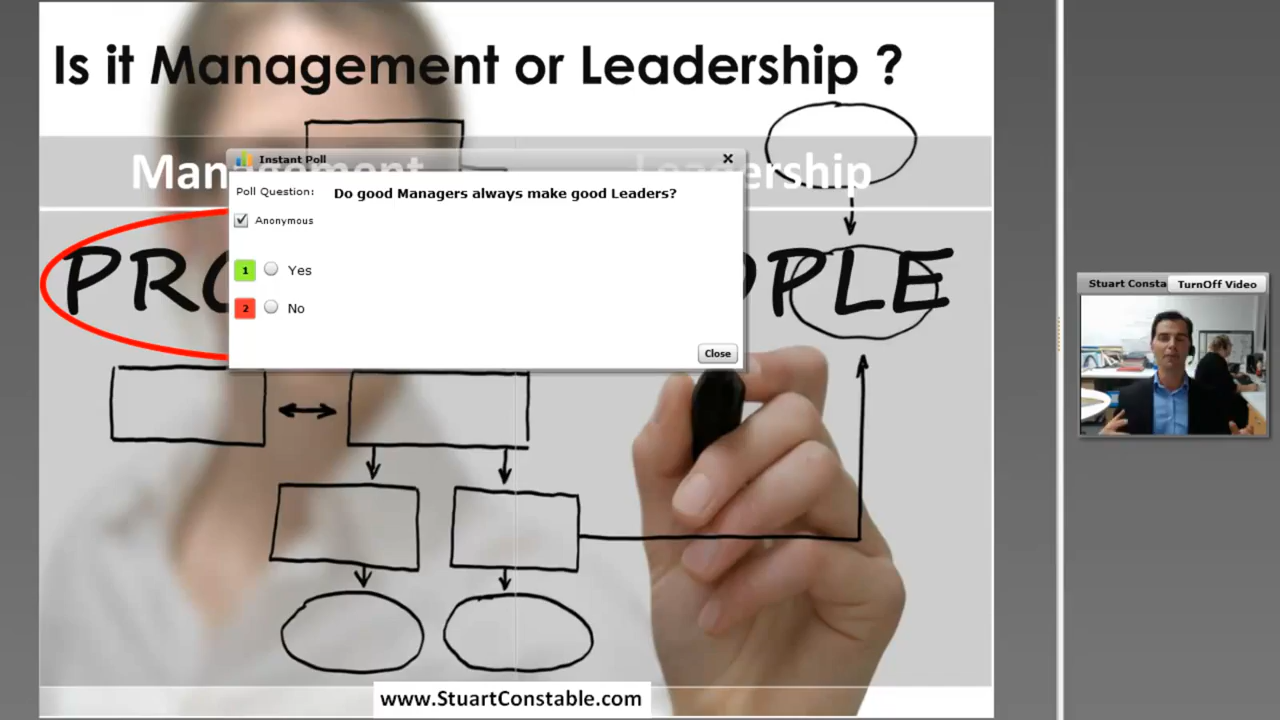 Is it Management or Leadership ?
Instant Poll
Poll Question: Do good Managers always make good Leaders?
Anonymous
1 Yes
2 No
Close
Stuart Consta TurnOff Video
www.StuartConstable.com